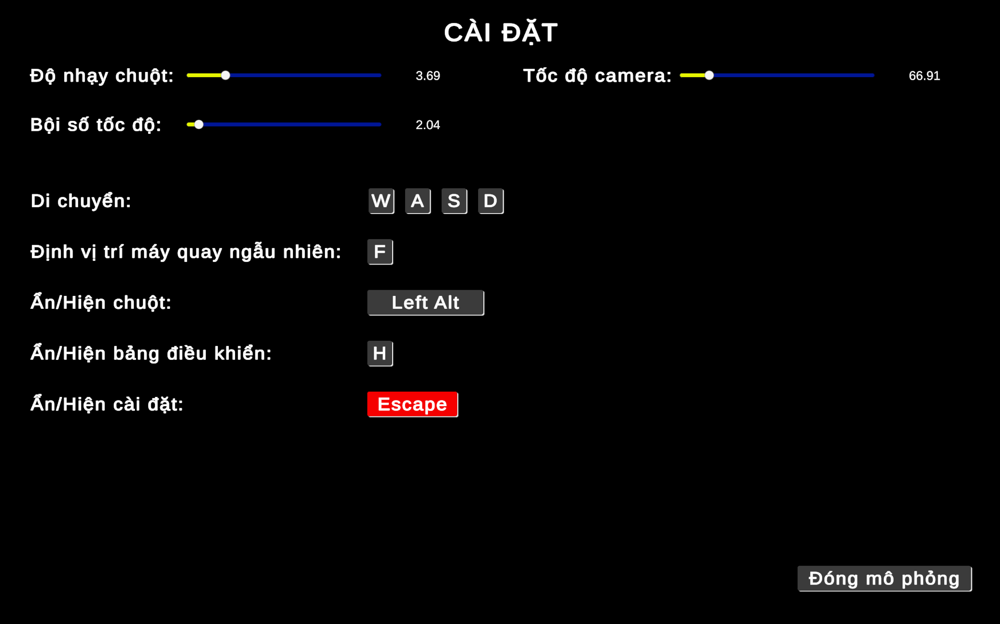 CÀI ĐẶT
Độ nhạy chuột: 3.69 Tốc độ camera: 66.91
Bội số tốc độ: 2.04
Di chuyển: W A S D
Định vị trí máy quay ngẫu nhiên: F
Ẩn/Hiện chuột: Left Alt
Ẩn/Hiện bảng điều khiển: H
Ẩn/Hiện cài đặt: Escape
Đóng mô phỏng